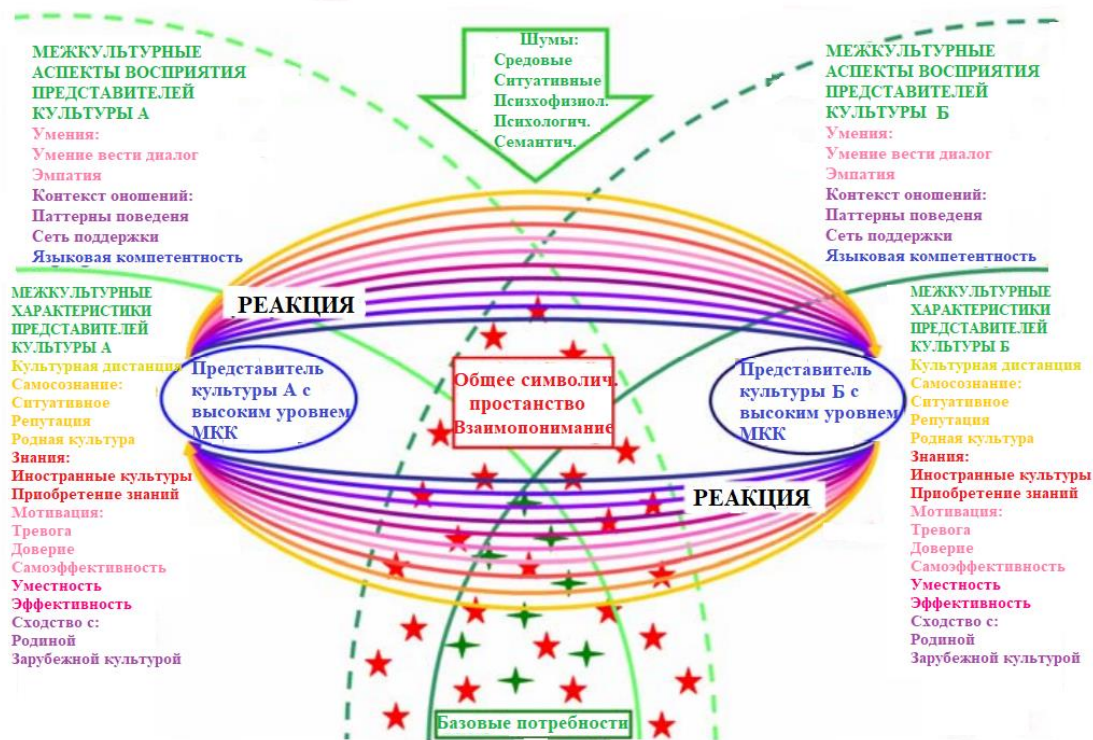 Шумы:
Средовые
Ситуативные
Псизхофизиол.
Психологич.
Семантич.
МЕЖКУЛЬТУРНЫЕ
АСПЕКТЫ ВОСПРИЯТИЯ
ПРЕДСТАВИТЕЛЕЙ
КУЛЬТУРЫ А
Умения:
Умение вести диалог
Эмпатия
Контекст оношений:
Паттерны поведеня
Сеть поддержки
Языковая компетентность
МЕЖКУЛЬТУРНЫЕ
АСПЕКТЫ ВОСПРИЯТИЯ
ПРЕДСТАВИТЕЛЕЙ
КУЛЬТУРЫ Б
Умения:
Умение вести диалог
Эмпатия
Контекст оношений:
Паттерны поведеня
Сеть поддержки
Языковая компетентность
МЕЖКУЛЬТУРНЫЕ
ХАРАКТЕРИСТИКИ
ПРЕДСТАВИТЕЛЕЙ
КУЛЬТУРЫ А
Культурная дистанция
Самосознание:
Ситуативное
Репутация
Родная культура
Знания:
Иностранные культуры
Приобретение знаний
Мотивация:
Тревога
Доверие
Самоэффективность
Уместность
Эффективность
Сходство с:
Родиной
Зарубежной культурой
РЕАКЦИЯ
Представитель
культуры А с
высоким уровнем
МКК
Общее символич.
простанство
Взаимопонимание
Представитель
культуры Б с
высоким уровнем
МКК
РЕАКЦИЯ
Базовые потребности
МЕЖКУЛЬТУРНЫЕ
ХАРАКТЕРИСТИКИ
ПРЕДСТАВИТЕЛЕЙ
КУЛЬТУРЫ Б
Культурная дистанция
Самосознание:
Ситуативное
Репутация
Родная культура
Знания:
Иностранные культуры
Приобретение знаний
Мотивация:
Тревога
Доверие
Самоэффективность
Уместность
Эффективность
Сходство с:
Родиной
Зарубежной культурой